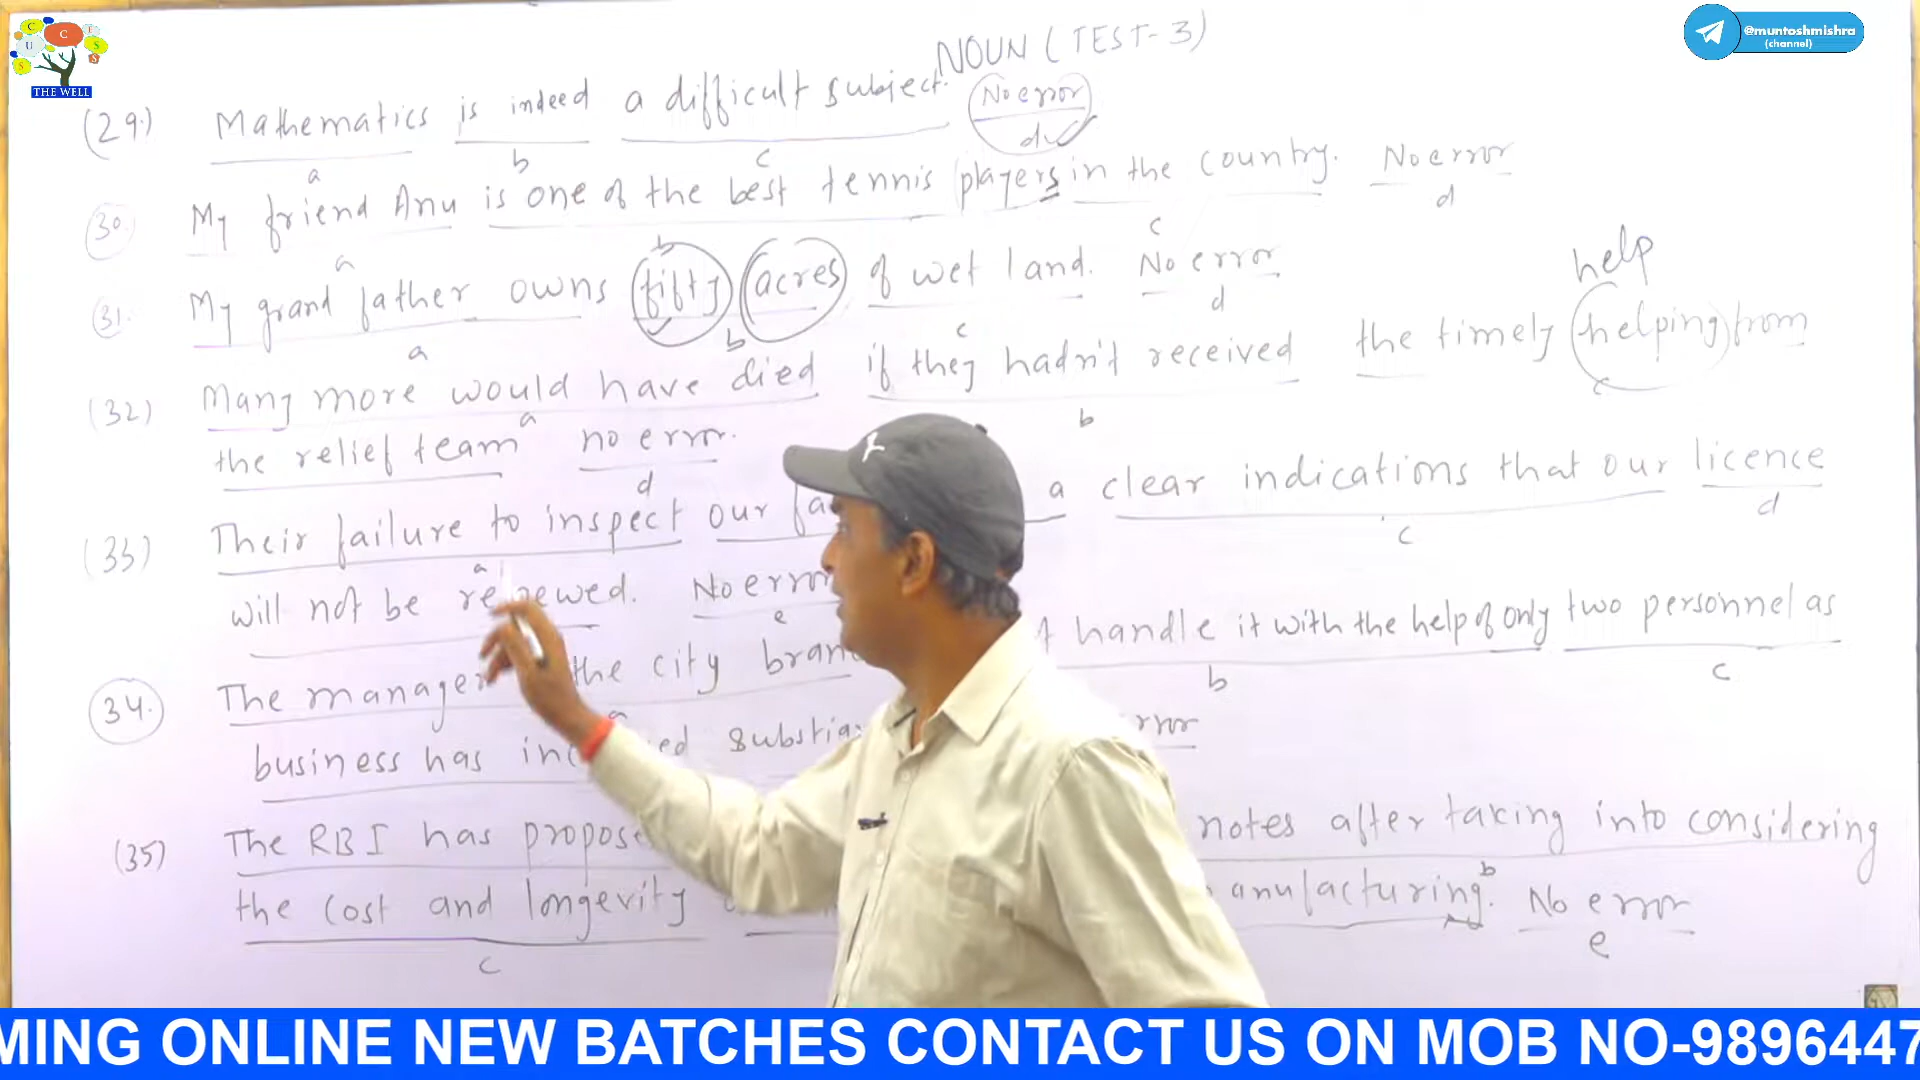 U C C E S S S
THE WELL
@muntoshmishra
(channel)
NOUN (TEST-3)
(29.) Mathematics is indeed a difficult subject. No error
a b c d
(30. My friend Anu is one of the best tennis players in the country. No error
a b c d
(31. My grand father owns fifty acres of wet land. No error
a b c d
help
(32) Many more would have died if they hadn't received the timely helping from
a b c
the relief team no error.
d
(33) Their failure to inspect our fa a clear indications that our licence
a c d
will not be renewed. No error
e
(34. The manager the city bran handle it with the help of only two personnel as
a b c
business has substia
(35) The RBI has propose notes after taking into considering
b
the cost and longevity anufacturing. No error
c e
MING ONLINE NEW BATCHES CONTACT US ON MOB NO-9896447